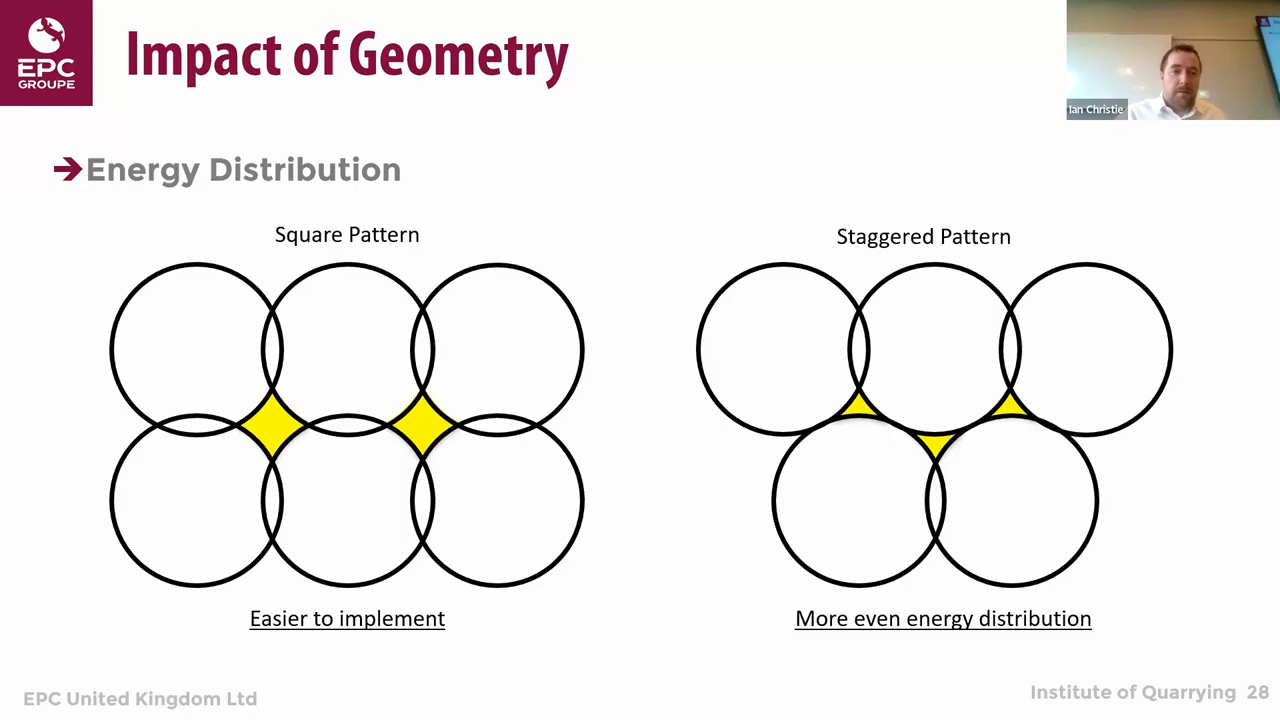 EPC
GROUPE
Impact of Geometry
Ian Christie
Energy Distribution
Square Pattern
Staggered Pattern
Easier to implement
More even energy distribution
EPC United Kingdom Ltd
Institute of Quarrying 28